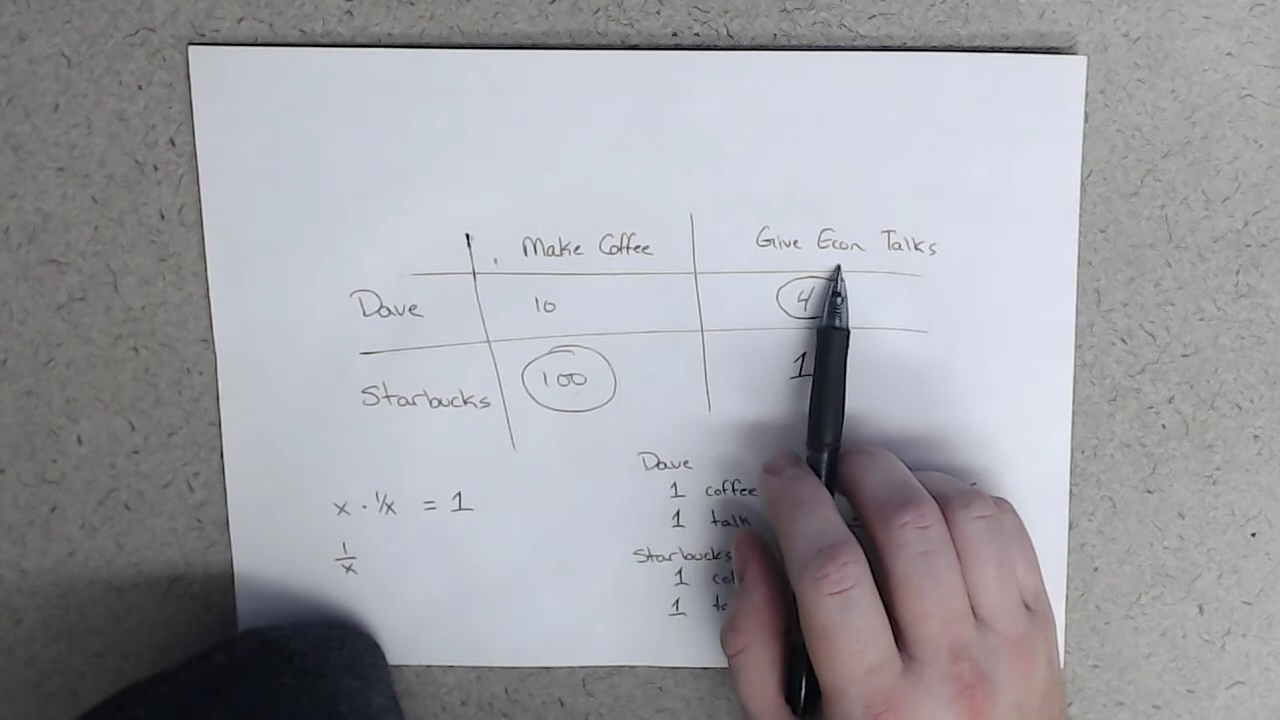 Make Coffee Give Econ Talks
Dave 10 4
Starbucks 100 1
x · 1/x = 1
1/x
Dave
1 coffee
1 talk
Starbucks
1
1